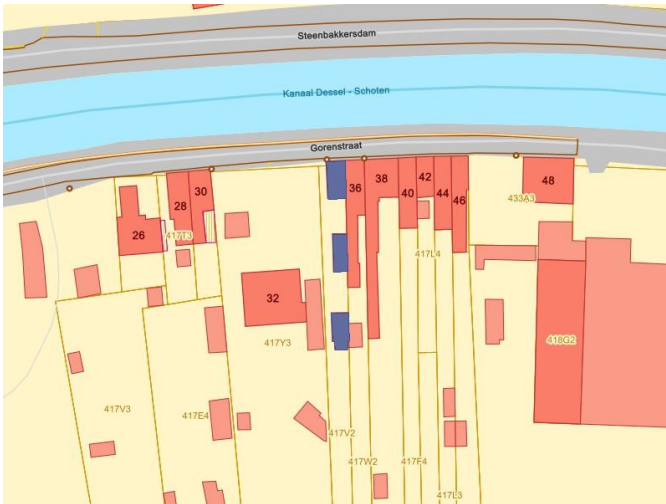 Steenbakkersdam
Kanaal Dessel - Schoten
Gorenstraat
26
28
30
32
36
38
40
42
44
46
48
417T3
433A3
417L4
417Y3
418G2
417V3
417E4
417V2
417W2
417F4
417L3